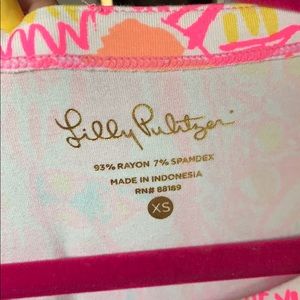 Lilly Pulitzer
93% RAYON 7% SPANDEX
MADE IN INDONESIA
RN# 88189
XS